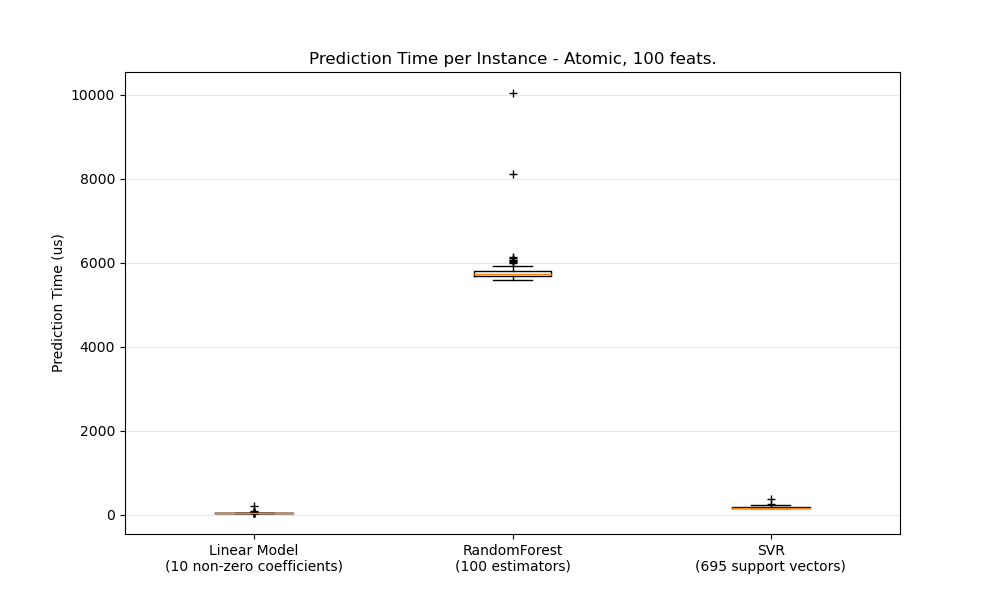 Prediction Time per Instance - Atomic, 100 feats.
Prediction Time (us)
10000
8000
6000
4000
2000
0
Linear Model
(10 non-zero coefficients)
RandomForest
(100 estimators)
SVR
(695 support vectors)